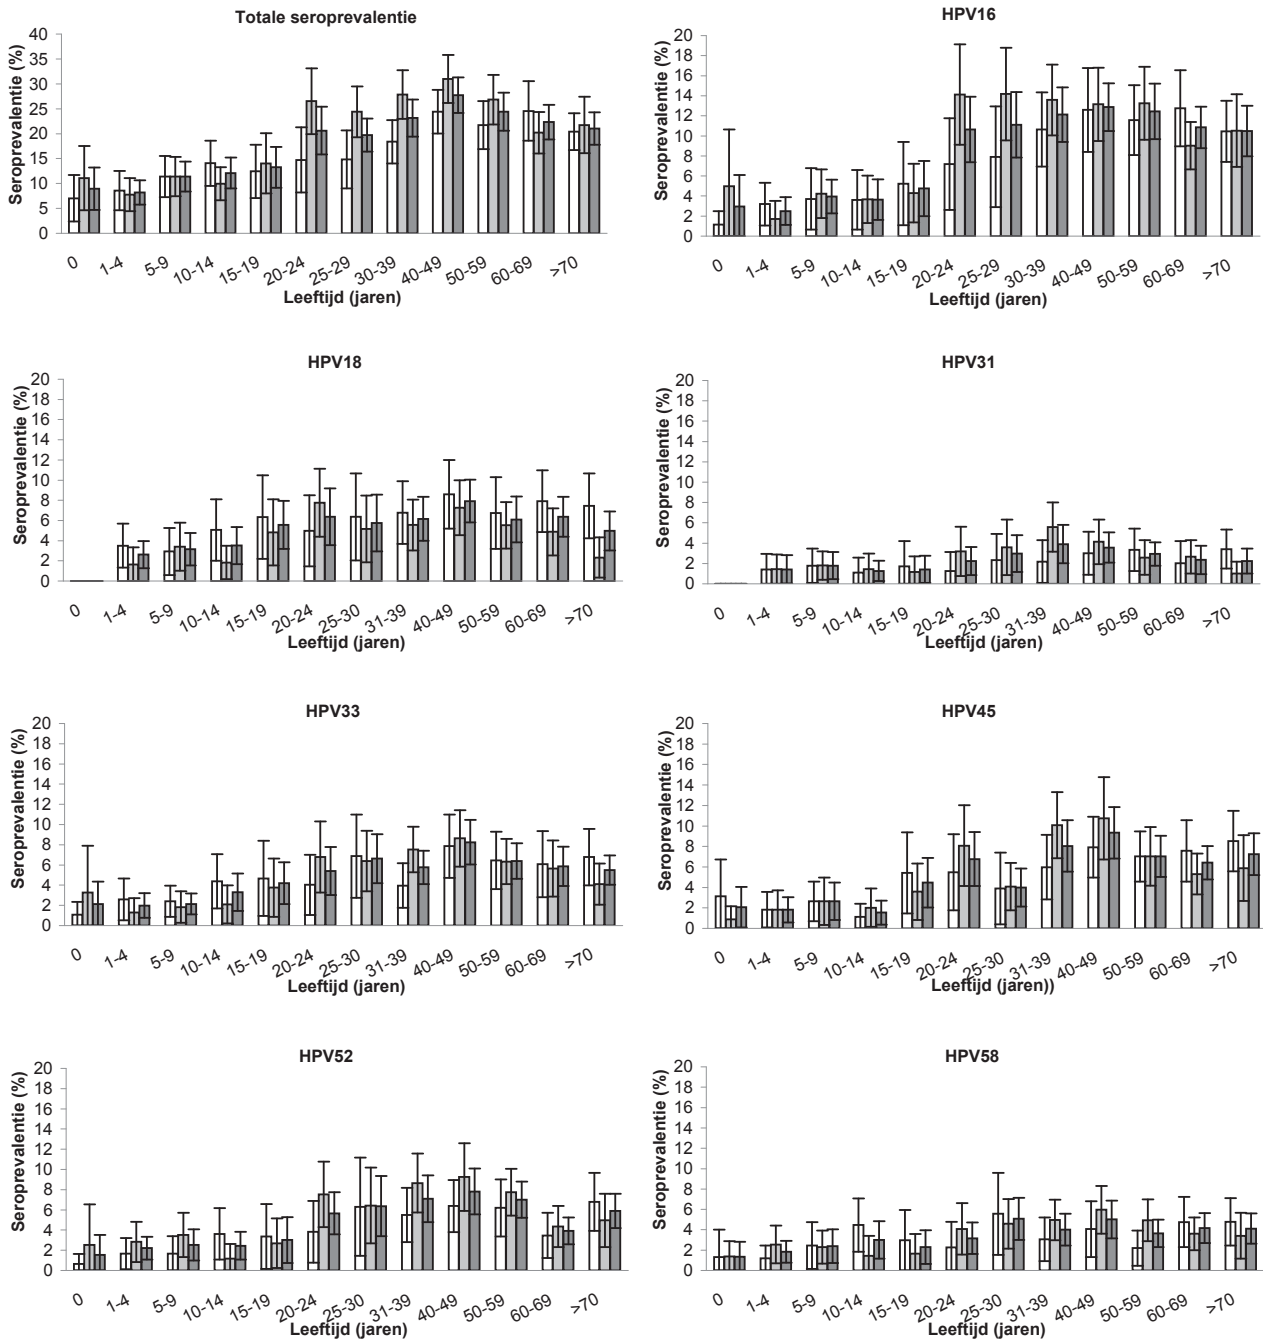 Totale seroprevalentie
Seroprevalentie (%)
40
35
30
25
20
15
10
5
0
0 1-4 5-9 10-14 15-19 20-24 25-29 30-39 40-49 50-59 60-69 >70
Leeftijd (jaren)
HPV16
Seroprevalentie (%)
20
18
16
14
12
10
8
6
4
2
0
0 1-4 5-9 10-14 15-19 20-24 25-29 30-39 40-49 50-59 60-69 >70
Leeftijd (jaren)
HPV18
Seroprevalentie (%)
20
18
16
14
12
10
8
6
4
2
0
0 1-4 5-9 10-14 15-19 20-24 25-30 31-39 40-49 50-59 60-69 >70
Leeftijd (jaren)
HPV31
Seroprevalentie (%)
20
18
16
14
12
10
8
6
4
2
0
0 1-4 5-9 10-14 15-19 20-24 25-30 31-39 40-49 50-59 60-69 >70
Leeftijd (jaren)
HPV33
Seroprevalentie (%)
20
18
16
14
12
10
8
6
4
2
0
0 1-4 5-9 10-14 15-19 20-24 25-30 31-39 40-49 50-59 60-69 >70
Leeftijd (jaren)
HPV45
Seroprevalentie (%)
20
18
16
14
12
10
8
6
4
2
0
0 1-4 5-9 10-14 15-19 20-24 25-30 31-39 40-49 50-59 60-69 >70
Leeftijd (jaren))
HPV52
Seroprevalentie (%)
20
18
16
14
12
10
8
6
4
2
0
0 1-4 5-9 10-14 15-19 20-24 25-30 31-39 40-49 50-59 60-69 >70
Leeftijd (jaren)
HPV58
Seroprevalentie (%)
20
18
16
14
12
10
8
6
4
2
0
0 1-4 5-9 10-14 15-19 20-24 25-30 31-39 40-49 50-59 60-69 >70
Leeftijd (jaren)